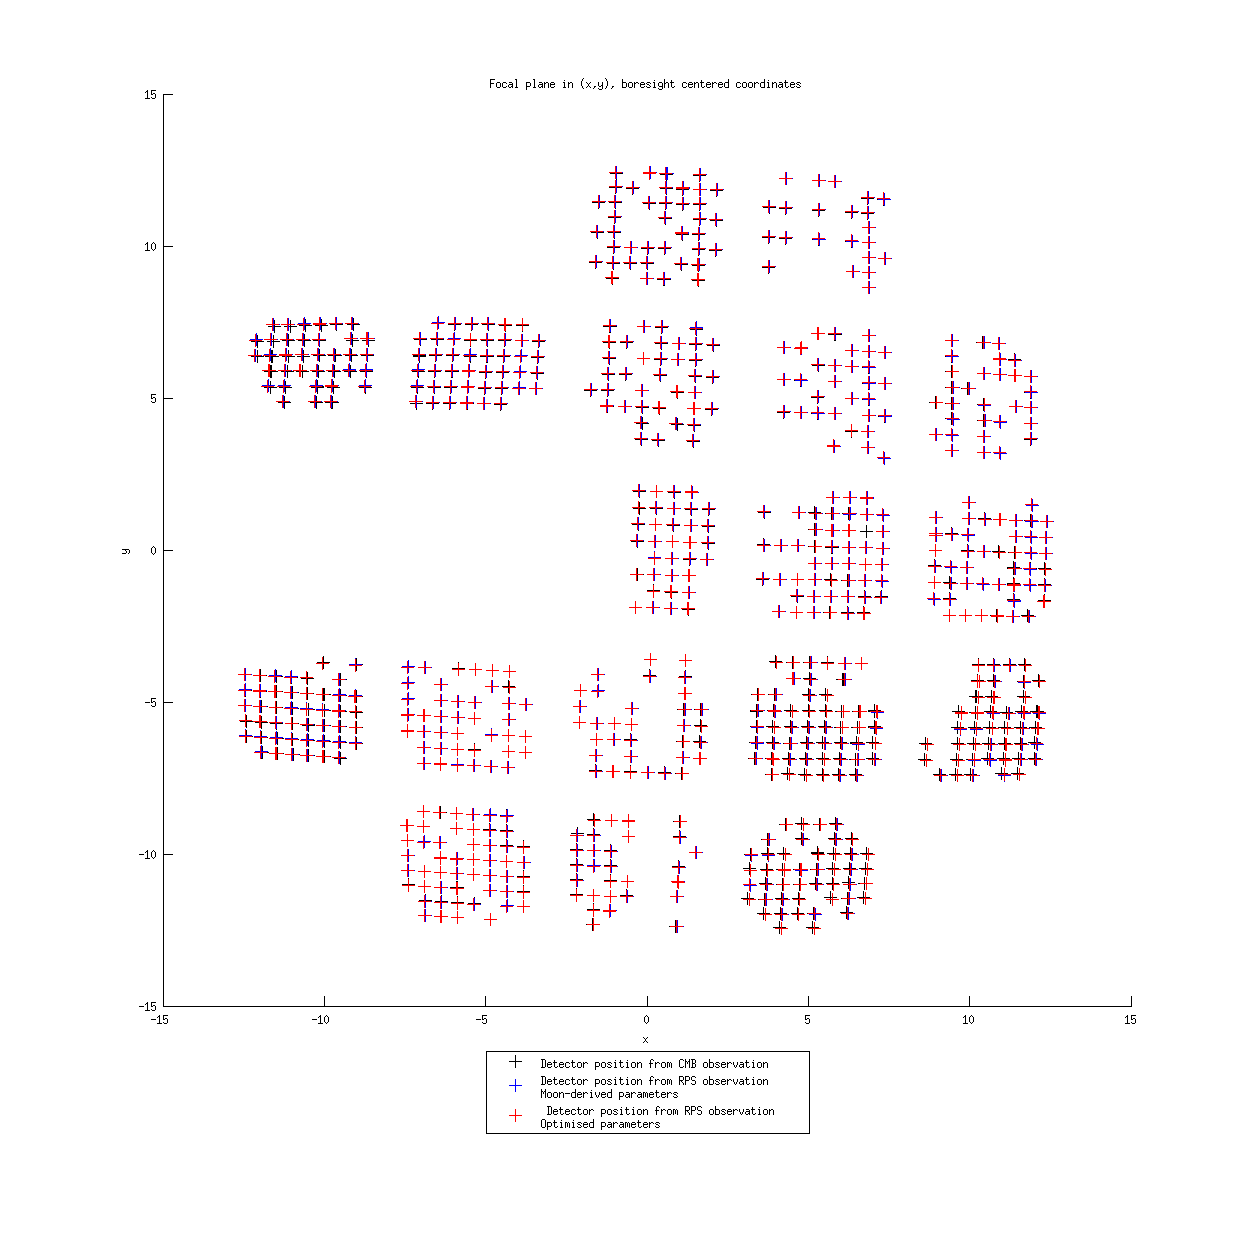 Focal plane in (x,y), boresight centered coordinates
15
10
5
y
0
-5
-10
-15
-15
-10
-5
0
5
10
15
x
Detector position from CMB observation
Detector position from RPS observation
Moon-derived parameters
Detector position from RPS observation
Optimised parameters